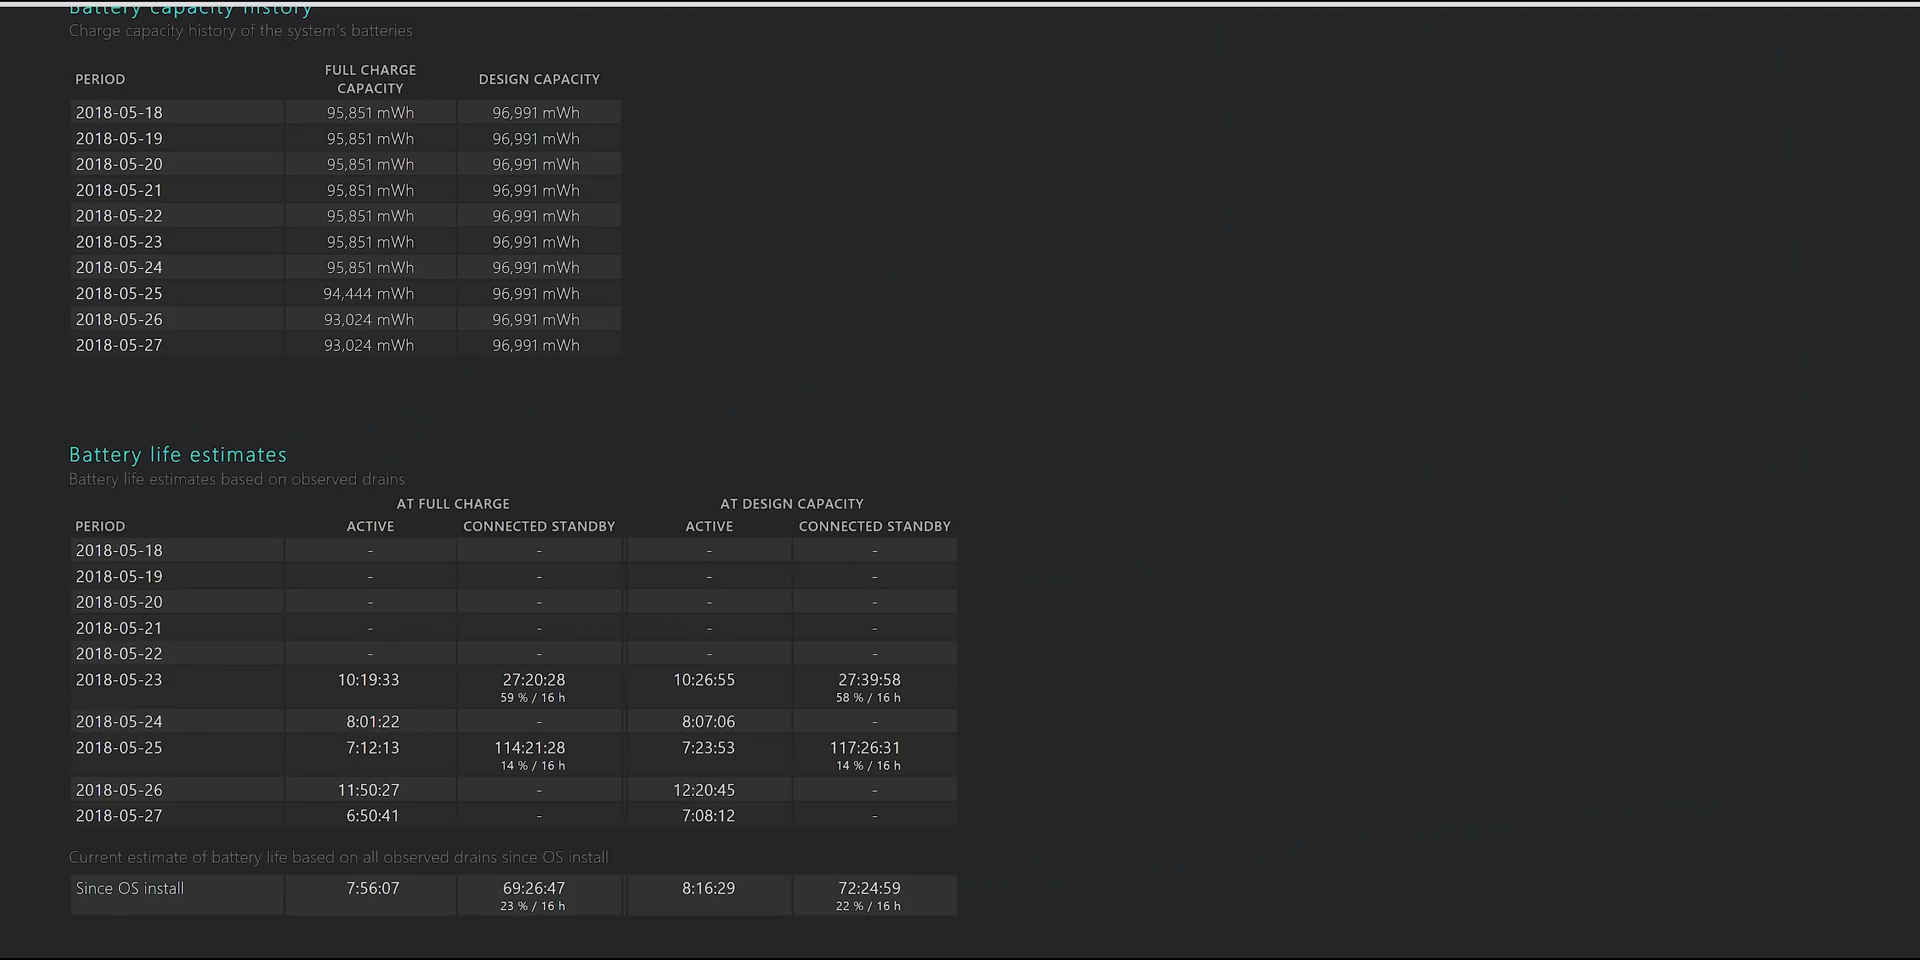 Battery capacity history
Charge capacity history of the system's batteries
PERIOD FULL CHARGE CAPACITY DESIGN CAPACITY
2018-05-18 95,851 mWh 96,991 mWh
2018-05-19 95,851 mWh 96,991 mWh
2018-05-20 95,851 mWh 96,991 mWh
2018-05-21 95,851 mWh 96,991 mWh
2018-05-22 95,851 mWh 96,991 mWh
2018-05-23 95,851 mWh 96,991 mWh
2018-05-24 95,851 mWh 96,991 mWh
2018-05-25 94,444 mWh 96,991 mWh
2018-05-26 93,024 mWh 96,991 mWh
2018-05-27 93,024 mWh 96,991 mWh
Battery life estimates
Battery life estimates based on observed drains
AT FULL CHARGE AT DESIGN CAPACITY
PERIOD ACTIVE CONNECTED STANDBY ACTIVE CONNECTED STANDBY
2018-05-18 - - - -
2018-05-19 - - - -
2018-05-20 - - - -
2018-05-21 - - - -
2018-05-22 - - - -
2018-05-23 10:19:33 27:20:28 10:26:55 27:39:58
59 % / 16 h 58 % / 16 h
2018-05-24 8:01:22 - 8:07:06 -
2018-05-25 7:12:13 114:21:28 7:23:53 117:26:31
14 % / 16 h 14 % / 16 h
2018-05-26 11:50:27 - 12:20:45 -
2018-05-27 6:50:41 - 7:08:12 -
Current estimate of battery life based on all observed drains since OS install
Since OS install 7:56:07 69:26:47 8:16:29 72:24:59
23 % / 16 h 22 % / 16 h